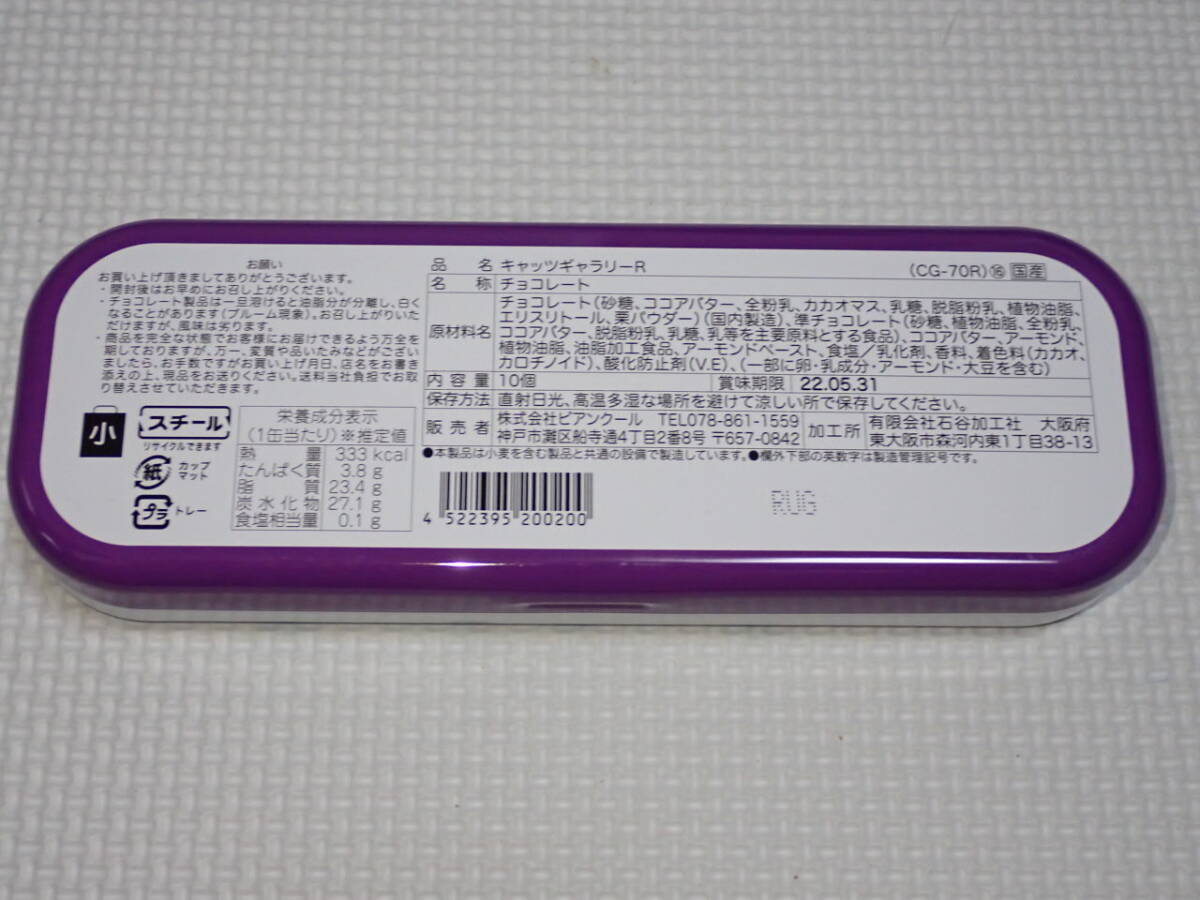 お願い
お買い上げ頂きましてありがとうございます。
・開封後はお早めにお召し上がりください。
・チョコレート製品は一旦溶けると油脂分が分離し、白く
なることがあります(ブルーム現象)。お召し上がりいた
だけますが、風味は劣ります。
・商品を完全な状態でお客様にお届けできるよう万全を
期しておりますが、万一、変質や品いたみなどがござい
ましたら、お手数ですがお買い上げ月日、店名をお書き
添えの上、現品をお送りください。送料当社負担でお取
り替えさせていただきます。
小
スチール
リサイクルできます
紙 カップ
マット
プラ トレー
栄養成分表示
(1缶当たり)※推定値
熱量 333 kcal
たんぱく質 3.8 g
脂質 23.4 g
炭水化物 27.1 g
食塩相当量 0.1 g
品名 キャッツギャラリーR (CG-70R)⑯ 国産
名称 チョコレート
原材料名 チョコレート(砂糖、ココアバター、全粉乳、カカオマス、乳糖、脱脂粉乳、植物油脂、
エリスリトール、栗パウダー)(国内製造)、準チョコレート(砂糖、植物油脂、全粉乳、
ココアバター、脱脂粉乳、乳糖、乳等を主要原料とする食品)、ココアバター、アーモンド、
植物油脂、油脂加工食品、アーモンドペースト、食塩/乳化剤、香料、着色料(カカオ、
カロチノイド)、酸化防止剤(V.E)、(一部に卵・乳成分・アーモンド・大豆を含む)
内容量 10個 賞味期限 22.05.31
保存方法 直射日光、高温多湿な場所を避けて涼しい所で保存してください。
販売者 株式会社ビアンクール TEL078-861-1559
神戸市灘区船寺通4丁目2番8号 〒657-0842
加工所 有限会社石谷加工社 大阪府
東大阪市森河内東1丁目38-13
●本製品は小麦を含む製品と共通の設備で製造しています。●欄外下部の英数字は製造管理記号です。
4 522395 200200
RUG